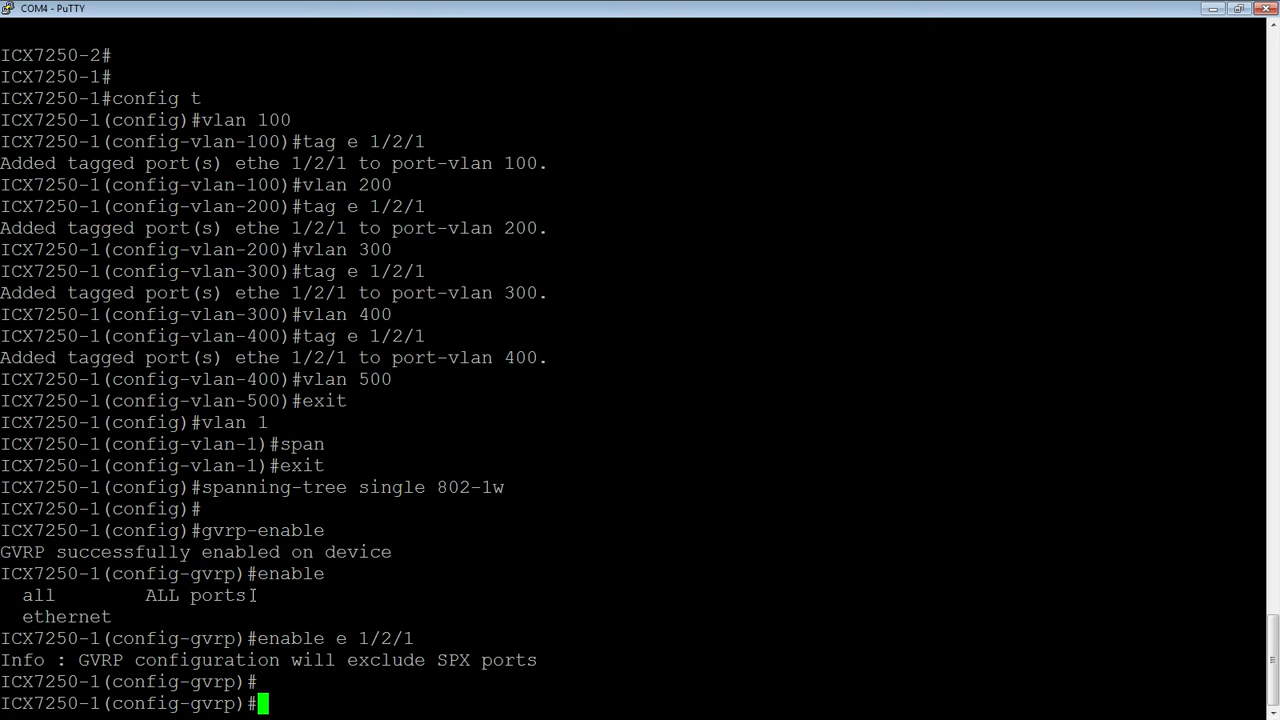 COM4 - PuTTY
ICX7250-2#
ICX7250-1#
ICX7250-1#config t
ICX7250-1(config)#vlan 100
ICX7250-1(config-vlan-100)#tag e 1/2/1
Added tagged port(s) ethe 1/2/1 to port-vlan 100.
ICX7250-1(config-vlan-100)#vlan 200
ICX7250-1(config-vlan-200)#tag e 1/2/1
Added tagged port(s) ethe 1/2/1 to port-vlan 200.
ICX7250-1(config-vlan-200)#vlan 300
ICX7250-1(config-vlan-300)#tag e 1/2/1
Added tagged port(s) ethe 1/2/1 to port-vlan 300.
ICX7250-1(config-vlan-300)#vlan 400
ICX7250-1(config-vlan-400)#tag e 1/2/1
Added tagged port(s) ethe 1/2/1 to port-vlan 400.
ICX7250-1(config-vlan-400)#vlan 500
ICX7250-1(config-vlan-500)#exit
ICX7250-1(config)#vlan 1
ICX7250-1(config-vlan-1)#span
ICX7250-1(config-vlan-1)#exit
ICX7250-1(config)#spanning-tree single 802-1w
ICX7250-1(config)#
ICX7250-1(config)#gvrp-enable
GVRP successfully enabled on device
ICX7250-1(config-gvrp)#enable
  all        ALL ports
  ethernet
ICX7250-1(config-gvrp)#enable e 1/2/1
Info : GVRP configuration will exclude SPX ports
ICX7250-1(config-gvrp)#
ICX7250-1(config-gvrp)#